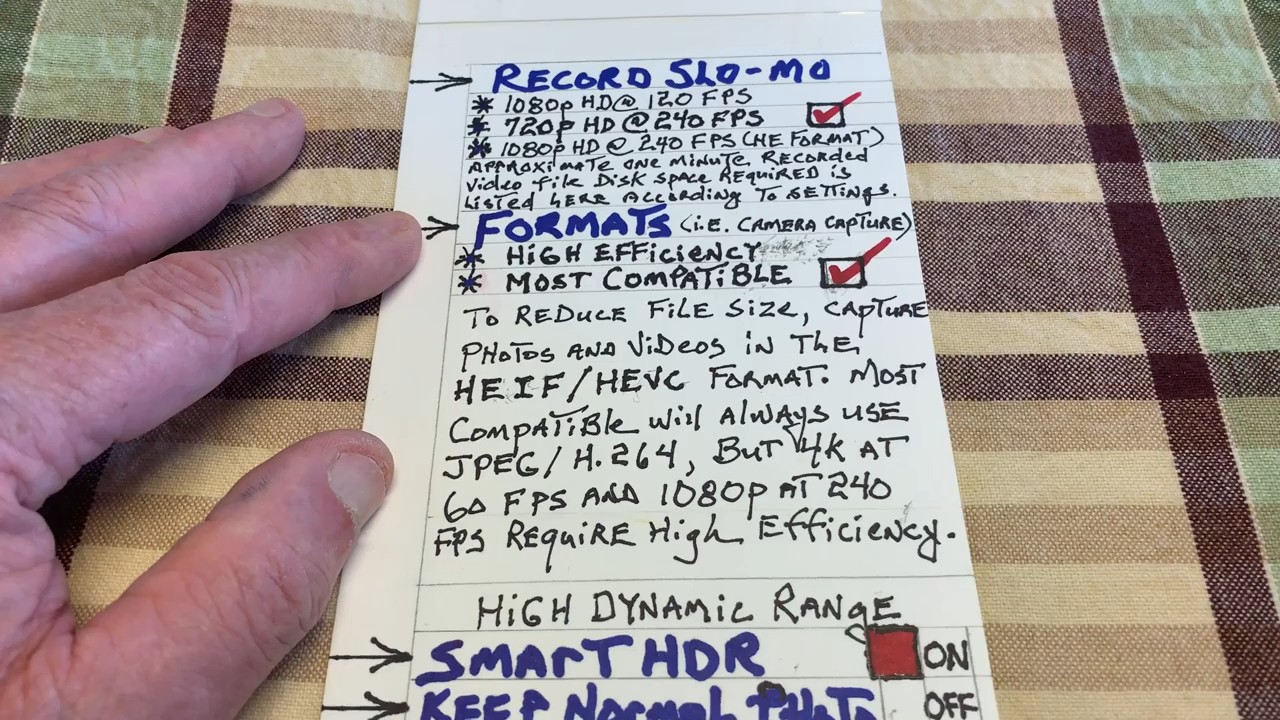 RECORD SLO-MO
* 1080p HD@ 120 FPS
* 720p HD @ 240 FPS
* 1080p HD @ 240 FPS (HE FORMAT)
APPROXIMATE ONE MINUTE RECORDED
VIDEO FILE DISK SPACE REQUIRED IS
LISTED HERE ACCORDING TO SETTINGS.
FORMATS (i.E. CAMERA CAPTURE)
* HIGH EFFICIENCY
* MOST COMPATIBLE
TO REDUCE FILE SIZE, CAPTURE
PHOTOS AND VIDEOS IN THE
HEIF/HEVC FORMAT. MOST
COMPATIBLE will ALWAYS USE
JPEG/H.264, BUT 4K AT
60 FPS AND 1080p AT 240
FPS REQUIRE HIGH EFFICIENCY.
HIGH DYNAMIC RANGE
SMART HDR ON
KEEP NORMAL PHOTO OFF